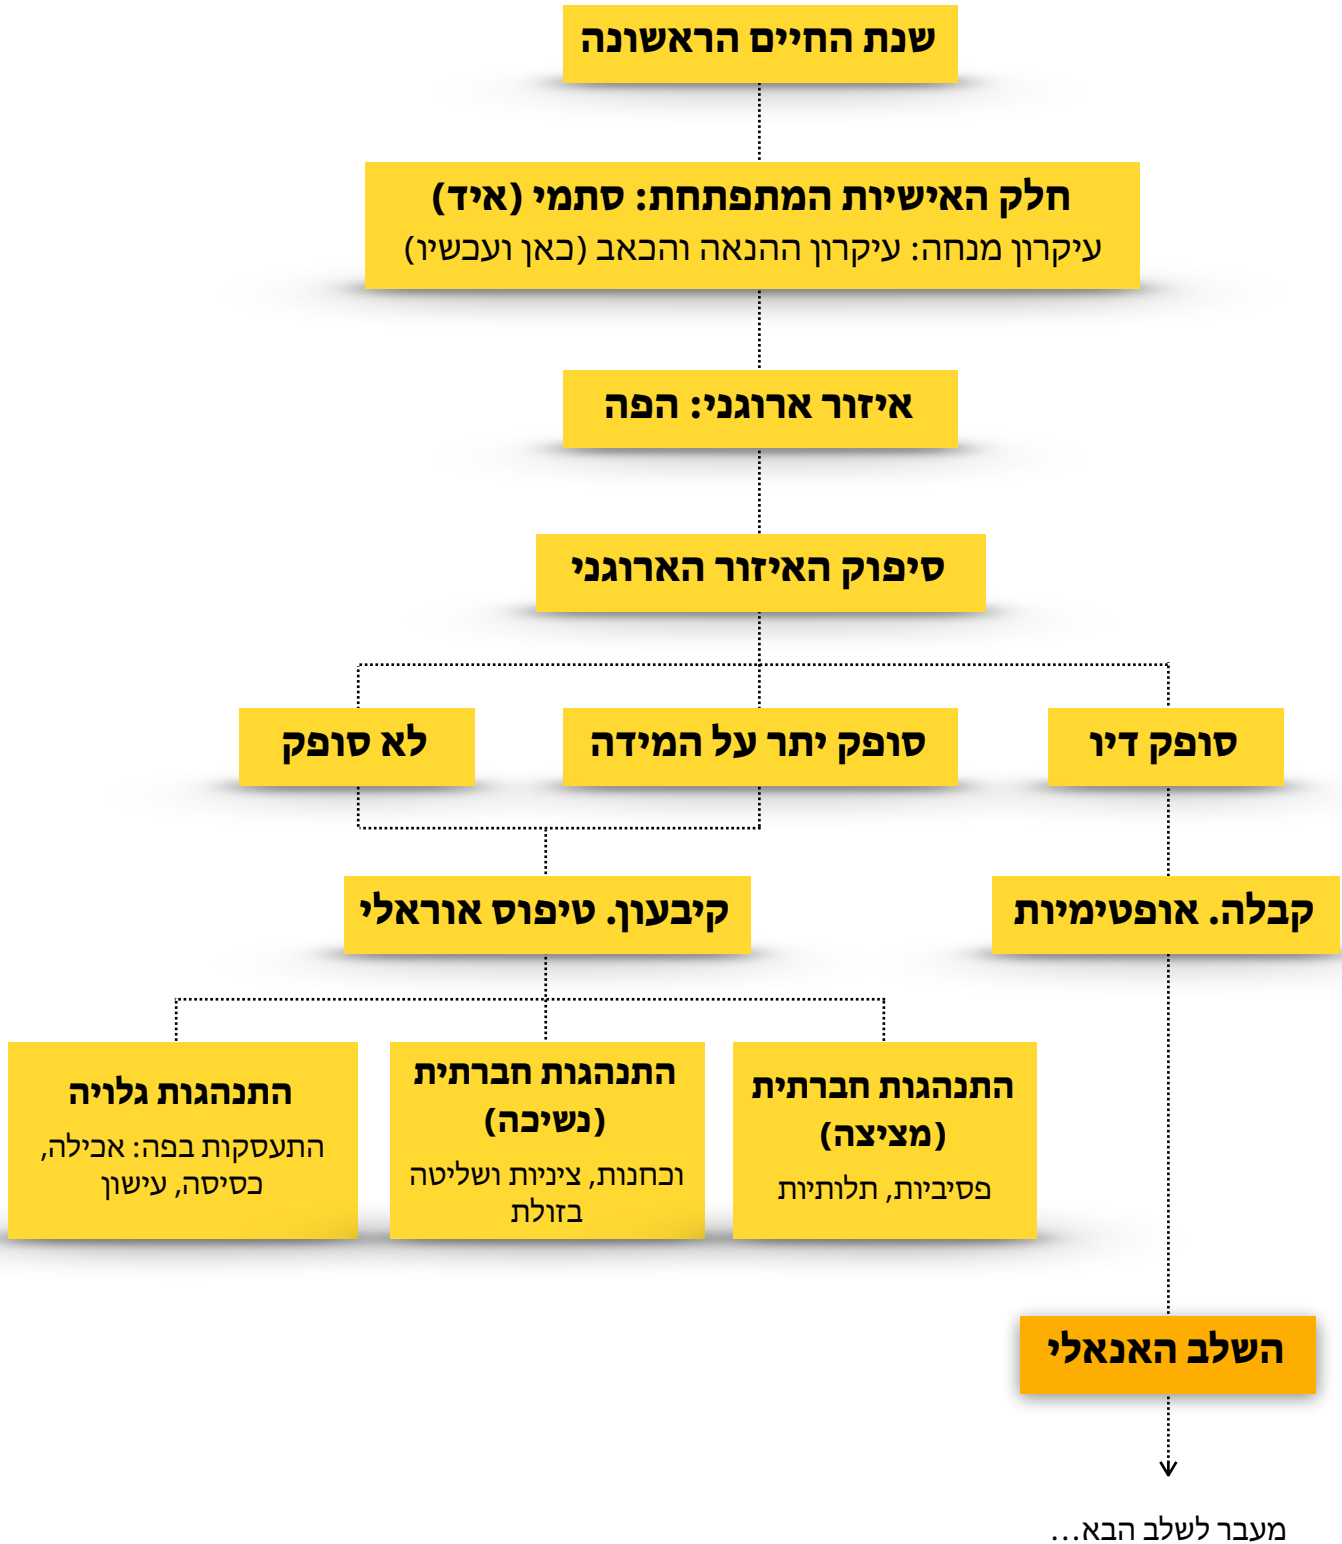 שנת החיים הראשונה
חלק האישיות המתפתחת: סתמי (איד)
עיקרון מנחה: עיקרון ההנאה והכאב (כאן ועכשיו)
איזור ארוגני: הפה
סיפוק האיזור הארוגני
סופק דיו
סופק יתר על המידה
לא סופק
קבלה. אופטימיות
קיבעון. טיפוס אוראלי
התנהגות חברתית
(מציצה)
פסיביות, תלותיות
התנהגות חברתית
(נשיכה)
וכחנות, ציניות ושליטה
בזולת
התנהגות גלויה
התעסקות בפה: אכילה,
כסיסה, עישון
השלב האנאלי
מעבר לשלב הבא...